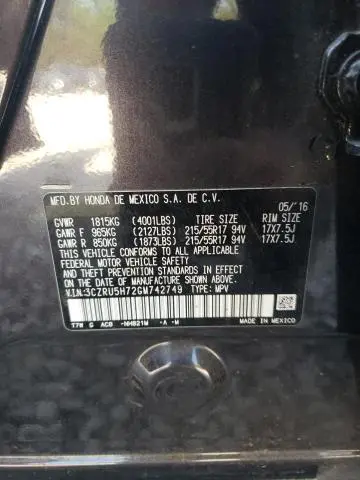 MFD.BY HONDA DE MEXICO S.A. DE C.V.
05/'16
GVWR 1815KG (4001LBS) TIRE SIZE RIM SIZE
GAWR F 965KG (2127LBS) 215/55R17 94V 17X7.5J
GAWR R 850KG (1873LBS) 215/55R17 94V 17X7.5J
THIS VEHICLE CONFORMS TO ALL APPLICABLE
FEDERAL MOTOR VEHICLE SAFETY AND THEFT
PREVENTION STANDARDS IN EFFECT ON THE
DATE OF MANUFACTURE SHOWN ABOVE.
V.I.N.:3CZRU5H72GM742749 TYPE: MPV
T7W G AC8 -NH821M -A -M
MADE IN MEXICO